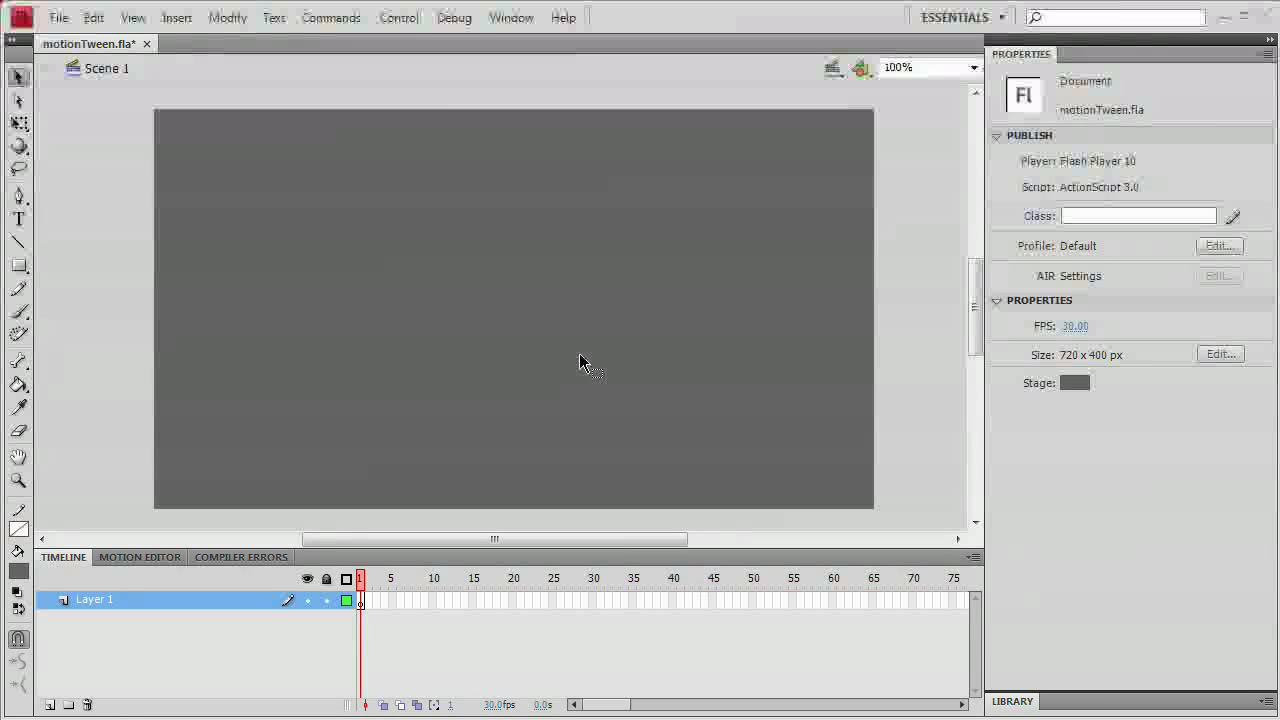 File Edit View Insert Modify Text Commands Control Debug Window Help ESSENTIALS
motionTween.fla*
Scene 1 100%
PROPERTIES
Fl Document
motionTween.fla
PUBLISH
Player: Flash Player 10
Script: ActionScript 3.0
Class:
Profile: Default Edit...
AIR Settings Edit...
PROPERTIES
FPS: 30.00
Size: 720 x 400 px Edit...
Stage:
T
TIMELINE MOTION EDITOR COMPILER ERRORS
1 5 10 15 20 25 30 35 40 45 50 55 60 65 70 75
Layer 1
1 30.0fps 0.0s
LIBRARY